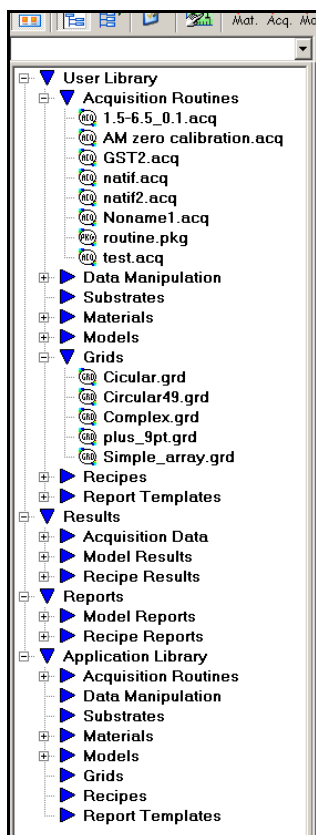 Mat. Acq.
User Library
Acquisition Routines
1.5-6.5_0.1.acq
AM zero calibration.acq
GST2.acq
natif.acq
natif2.acq
Noname1.acq
routine.pkg
test.acq
Data Manipulation
Substrates
Materials
Models
Grids
Cicular.grd
Circular49.grd
Complex.grd
plus_9pt.grd
Simple_array.grd
Recipes
Report Templates
Results
Acquisition Data
Model Results
Recipe Results
Reports
Model Reports
Recipe Reports
Application Library
Acquisition Routines
Data Manipulation
Substrates
Materials
Models
Grids
Recipes
Report Templates